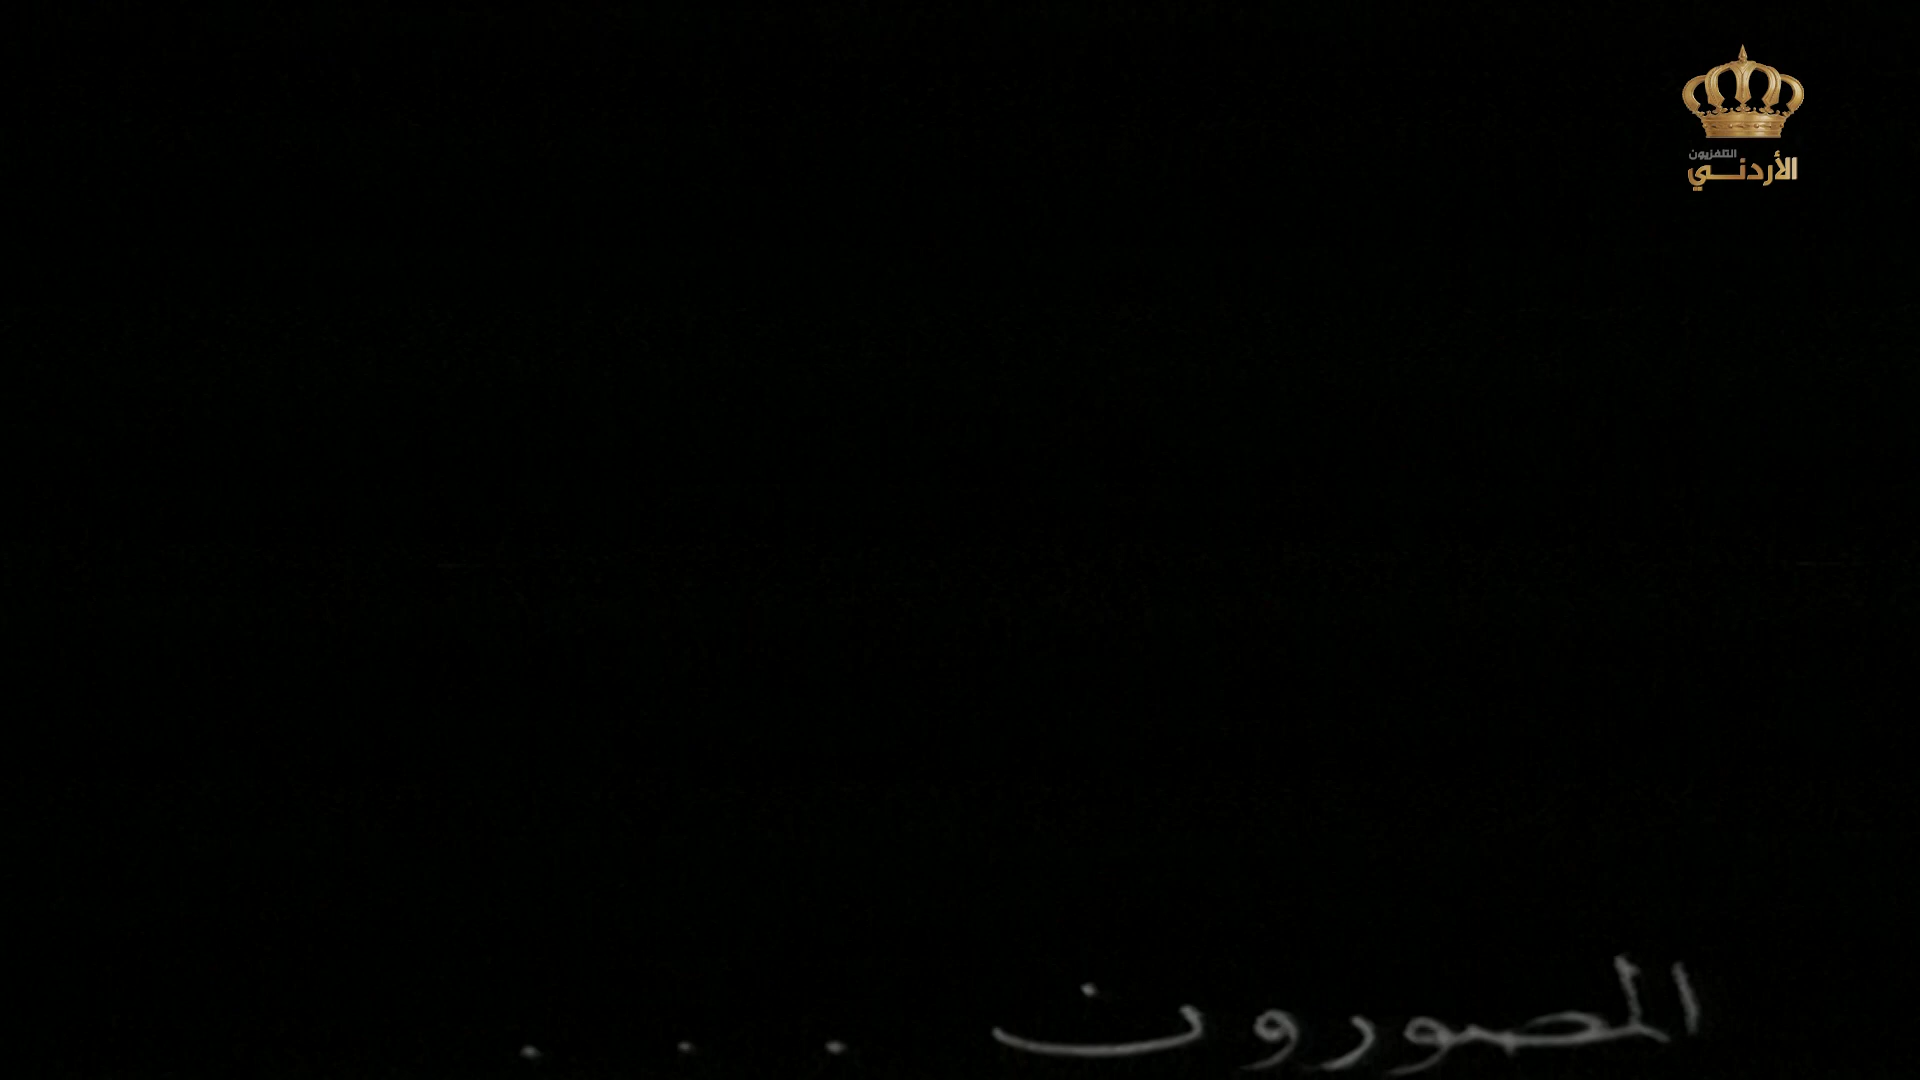 التلفزيون
الأردني
المصورون . . .